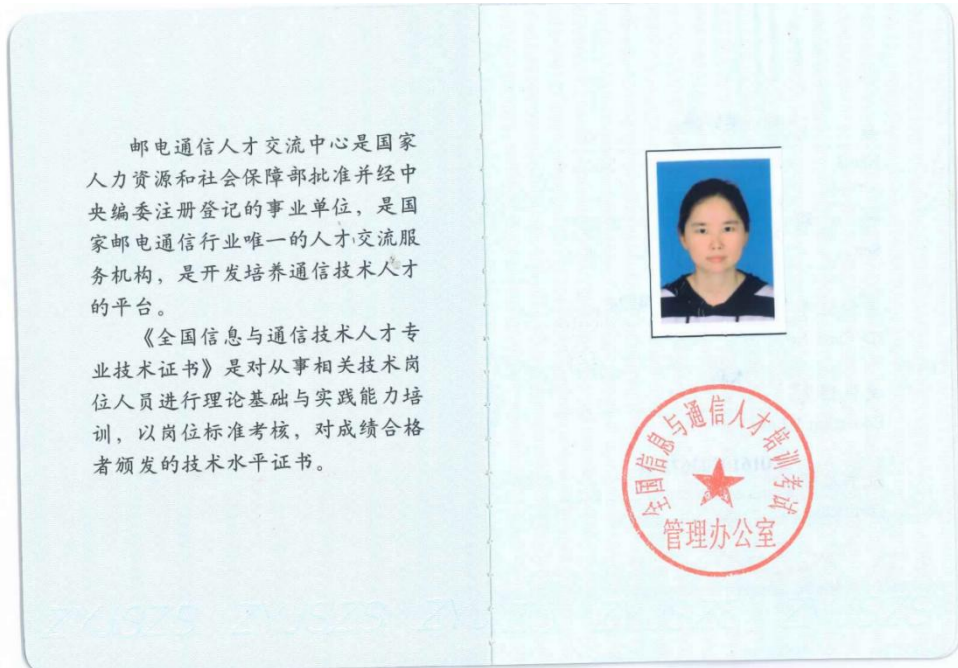 邮电通信人才交流中心是国家
人力资源和社会保障部批准并经中
央编委注册登记的事业单位，是国
家邮电通信行业唯一的人才交流服
务机构，是开发培养通信技术人才
的平台。
《全国信息与通信技术人才专
业技术证书》是对从事相关技术岗
位人员进行理论基础与实践能力培
训，以岗位标准考核，对成绩合格
者颁发的技术水平证书。
全国信息与通信人才培训考试
管理办公室